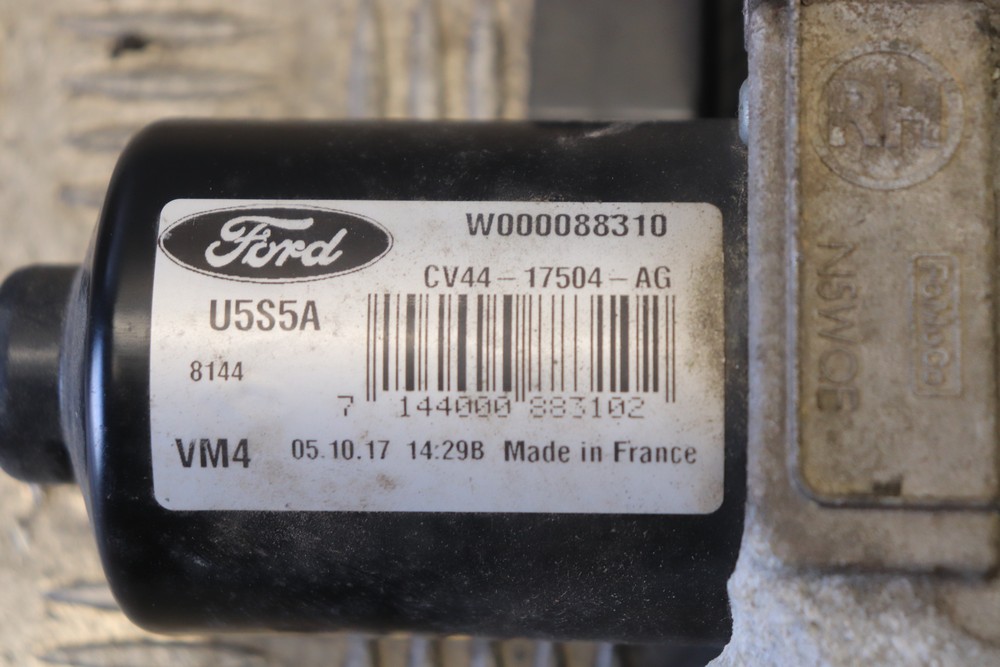 Ford
W000088310
CV44-17504-AG
U5S5A
8144
7 144000 883102
VM4 05.10.17 14:29B Made in France
RH